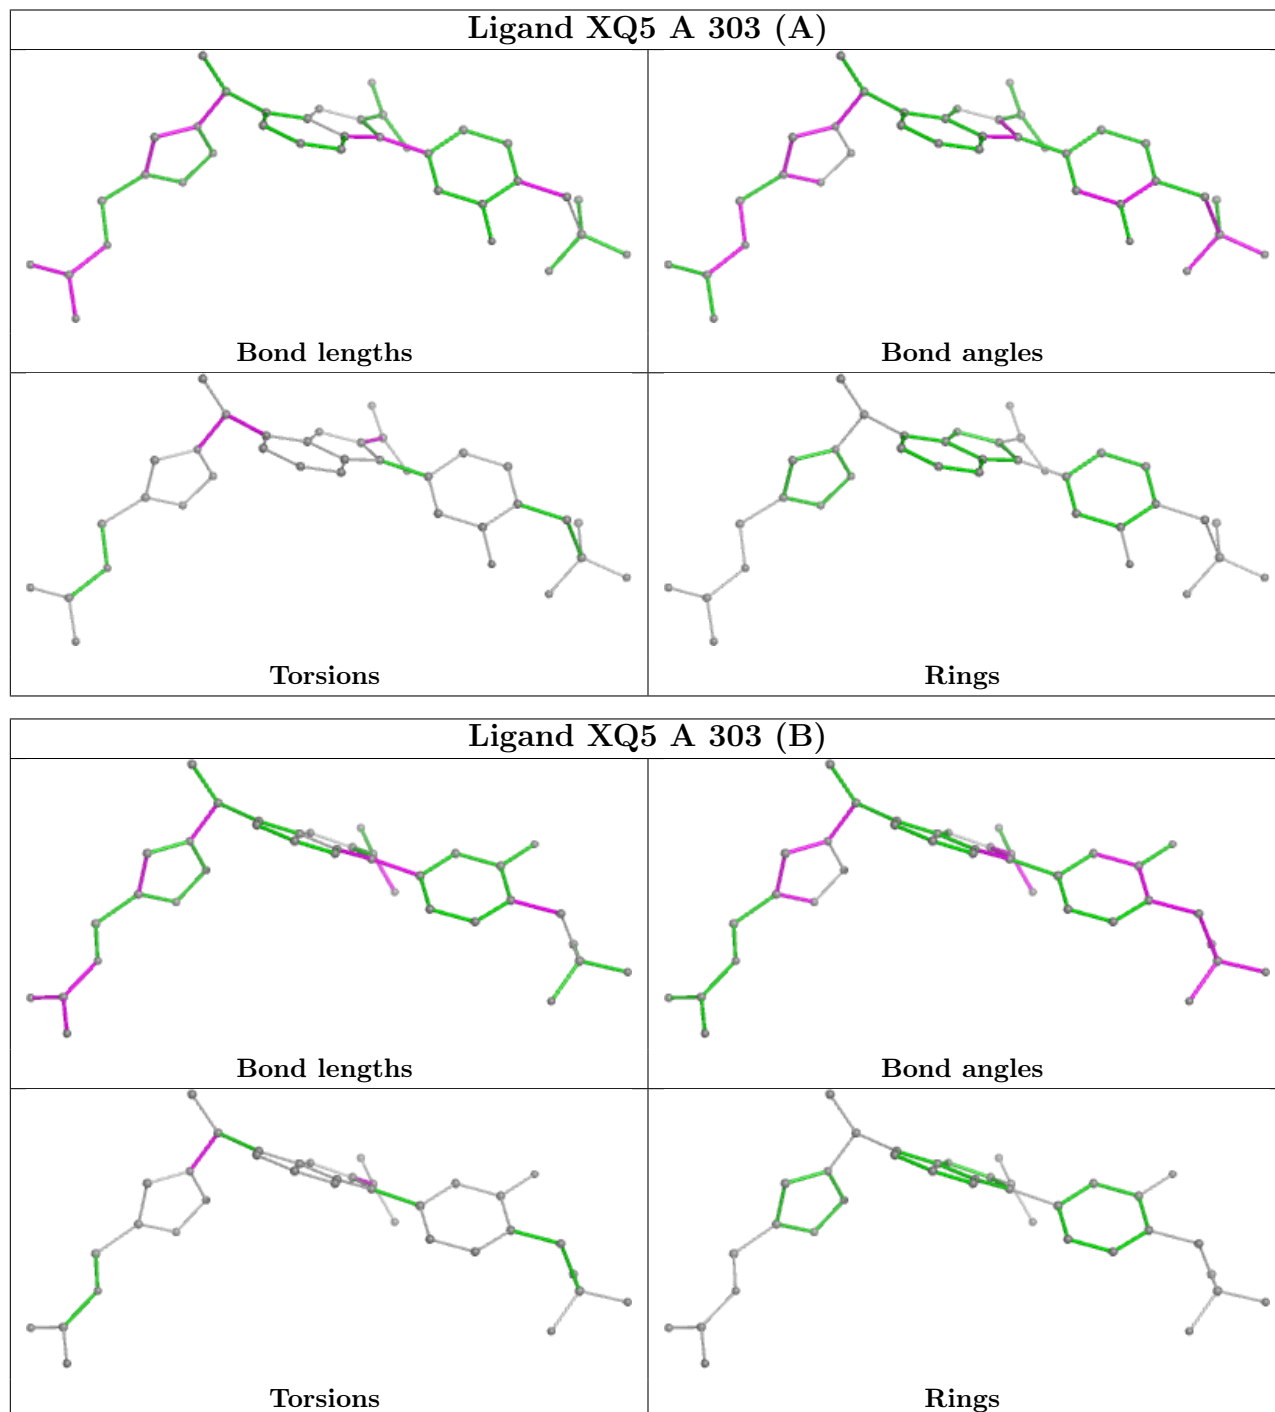 Ligand XQ5 A 303 (A)
Bond lengths
Bond angles
Torsions
Rings
Ligand XQ5 A 303 (B)
Bond lengths
Bond angles
Torsions
Rings